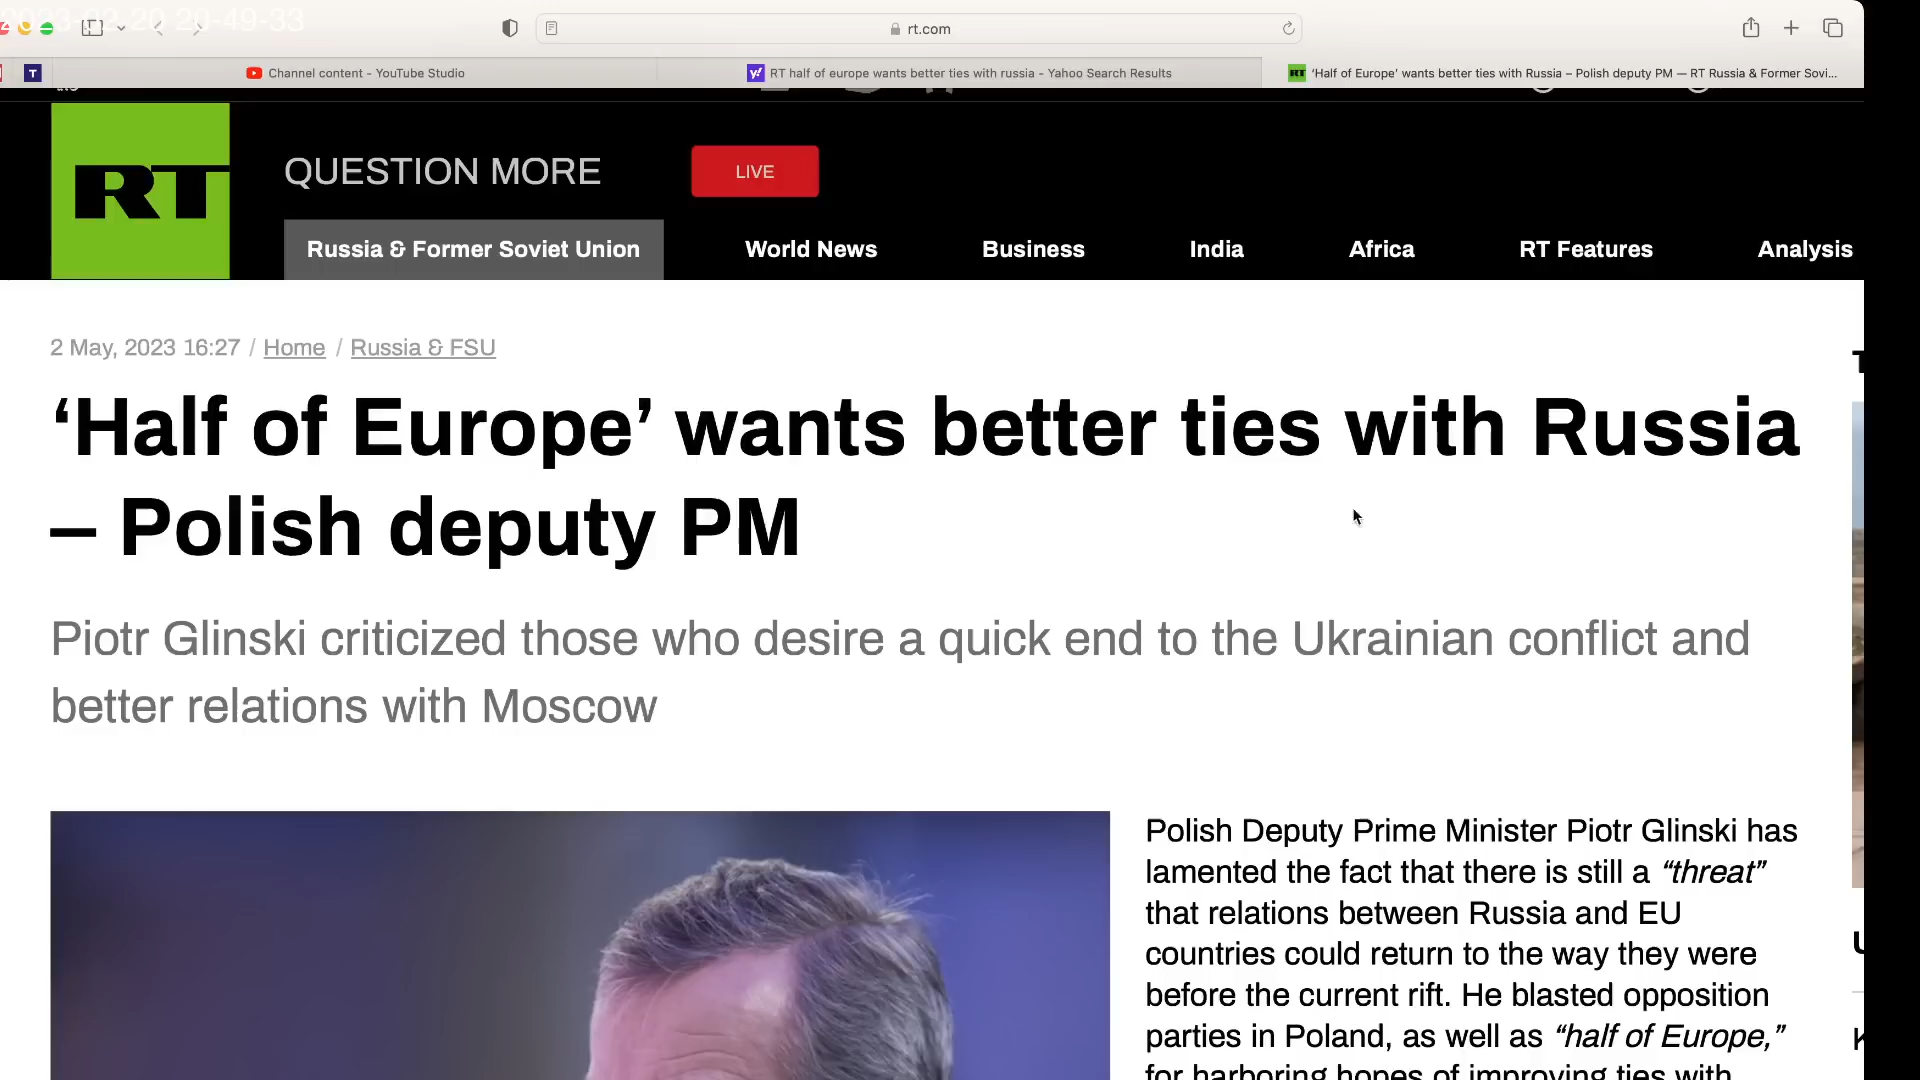 2023-02-20 20-49-33
rt.com
T
Channel content - YouTube Studio
y! RT half of europe wants better ties with russia - Yahoo Search Results
RT 'Half of Europe' wants better ties with Russia – Polish deputy PM — RT Russia & Former Sovi...
RT
QUESTION MORE
LIVE
Russia & Former Soviet Union
World News
Business
India
Africa
RT Features
Analysis
2 May, 2023 16:27 / Home / Russia & FSU
‘Half of Europe’ wants better ties with Russia
– Polish deputy PM
Piotr Glinski criticized those who desire a quick end to the Ukrainian conflict and
better relations with Moscow
Polish Deputy Prime Minister Piotr Glinski has
lamented the fact that there is still a “threat”
that relations between Russia and EU
countries could return to the way they were
before the current rift. He blasted opposition
parties in Poland, as well as “half of Europe,”
for harboring hopes of improving ties with